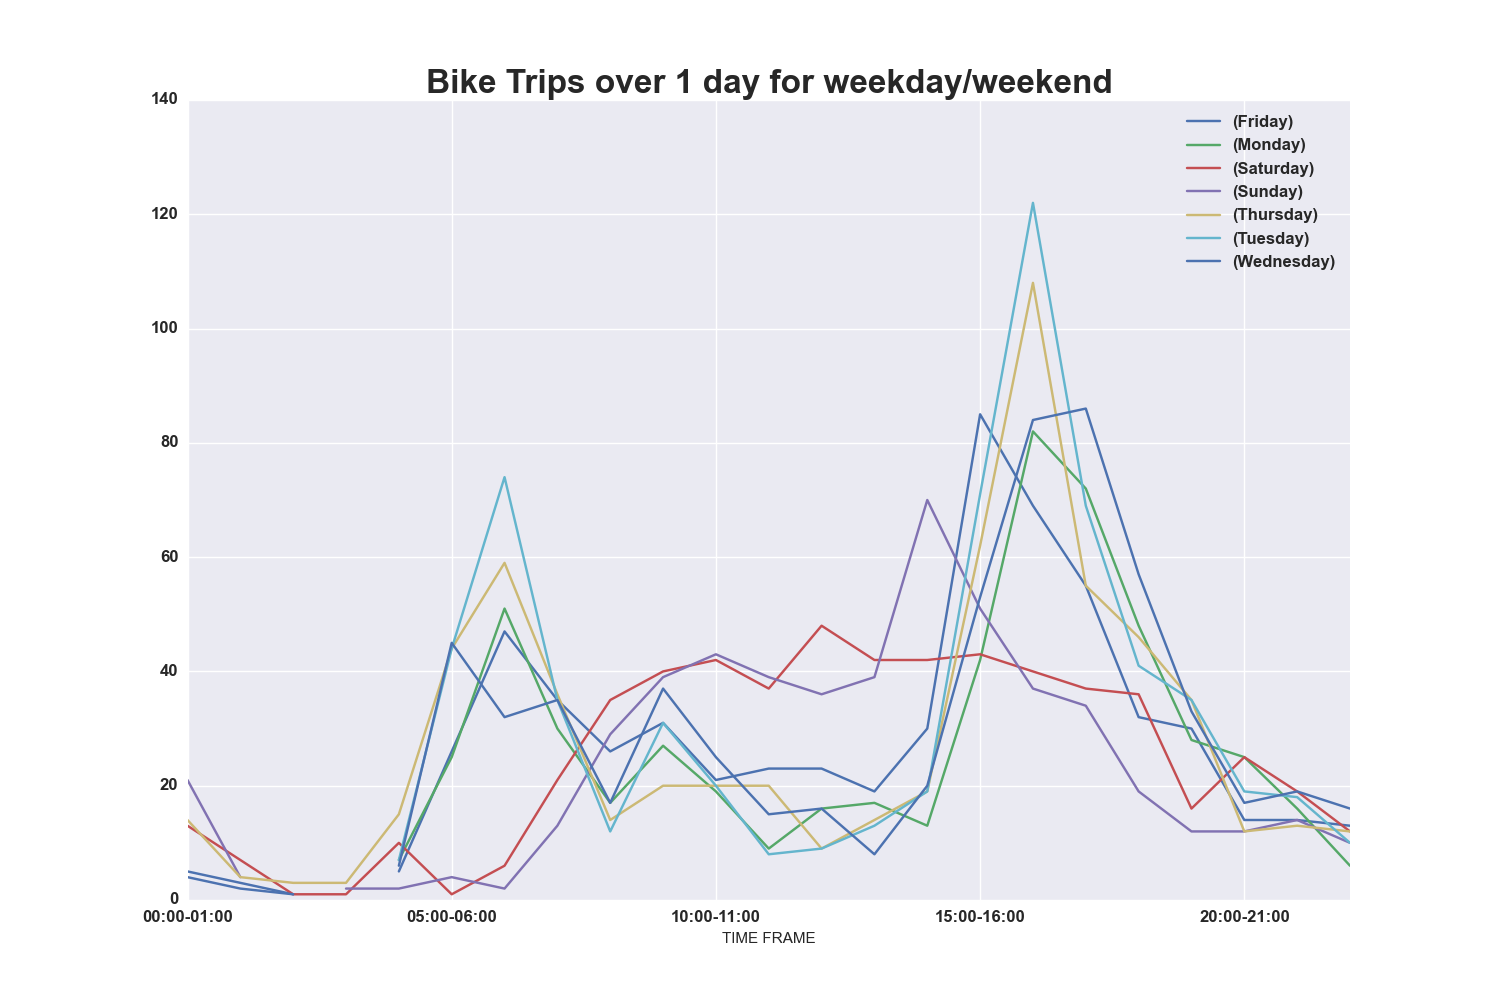 Bike Trips over 1 day for weekday/weekend
140
120
100
80
60
40
20
0
(Friday)
(Monday)
(Saturday)
(Sunday)
(Thursday)
(Tuesday)
(Wednesday)
00:00-01:00 05:00-06:00 10:00-11:00 15:00-16:00 20:00-21:00
TIME FRAME